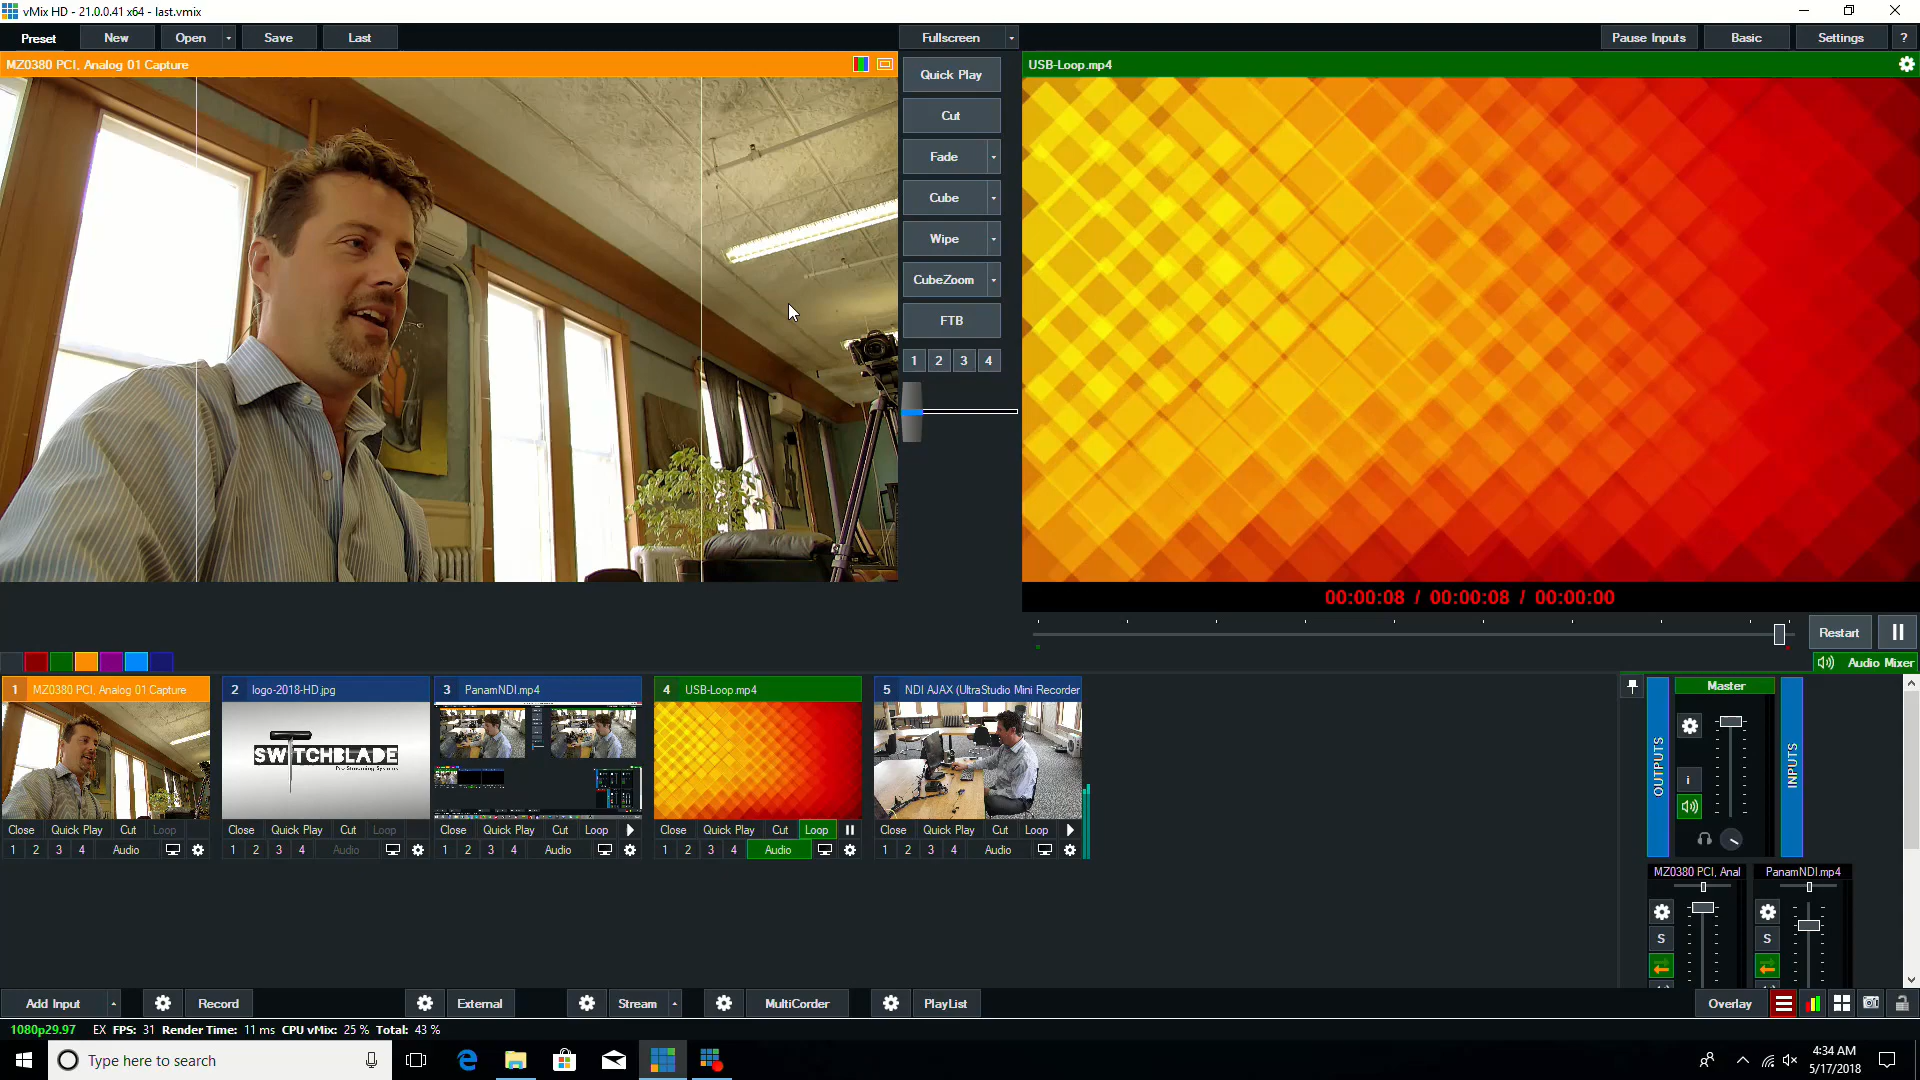 vMix HD - 21.0.0.41 x64 - last.vmix
Preset New Open Save Last Fullscreen Pause Inputs Basic Settings ?
MZ0380 PCI, Analog 01 Capture
USB-Loop.mp4
Quick Play
Cut
Fade
Cube
Wipe
CubeZoom
FTB
1 2 3 4
00:00:08 / 00:00:08 / 00:00:00
Restart
Audio Mixer
1 MZ0380 PCI, Analog 01 Capture
2 logo-2018-HD.jpg
3 PanamNDI.mp4
4 USB-Loop.mp4
5 NDI AJAX (UltraStudio Mini Recorder
SWITCHBLADE
Pro Streaming Systems
Close Quick Play Cut Loop
1 2 3 4 Audio
Close Quick Play Cut Loop
1 2 3 4 Audio
Close Quick Play Cut Loop
1 2 3 4 Audio
Close Quick Play Cut Loop
1 2 3 4 Audio
Close Quick Play Cut Loop
1 2 3 4 Audio
Master
OUTPUTS
INPUTS
i
MZ0380 PCI, Anal
PanamNDI.mp4
S
S
Add Input Record External Stream MultiCorder PlayList Overlay
1080p29.97 EX FPS: 31 Render Time: 11 ms CPU vMix: 25 % Total: 43 %
Type here to search
4:34 AM
5/17/2018